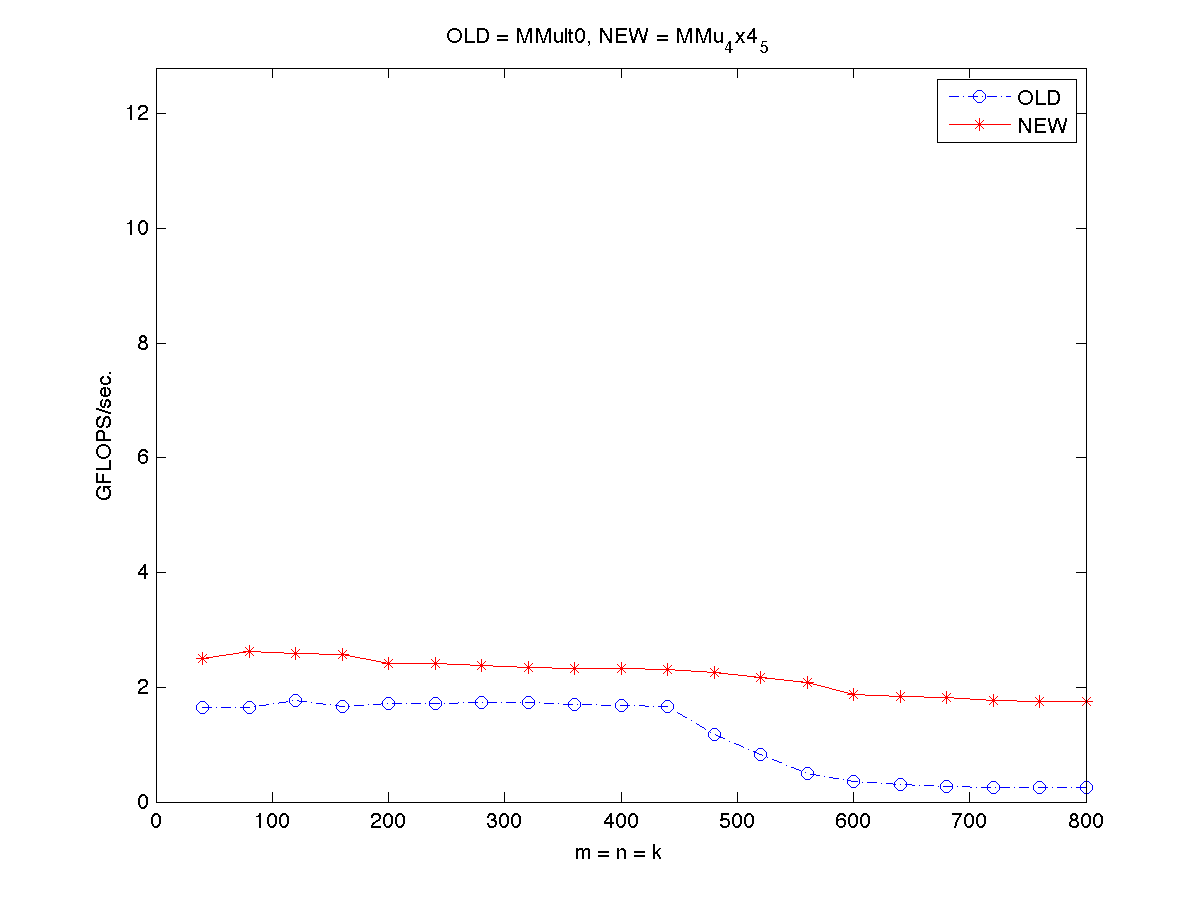 OLD = MMult0, NEW = MMu₄x4₅
OLD
NEW
12
10
8
6
4
2
0
GFLOPS/sec.
0 100 200 300 400 500 600 700 800
m = n = k